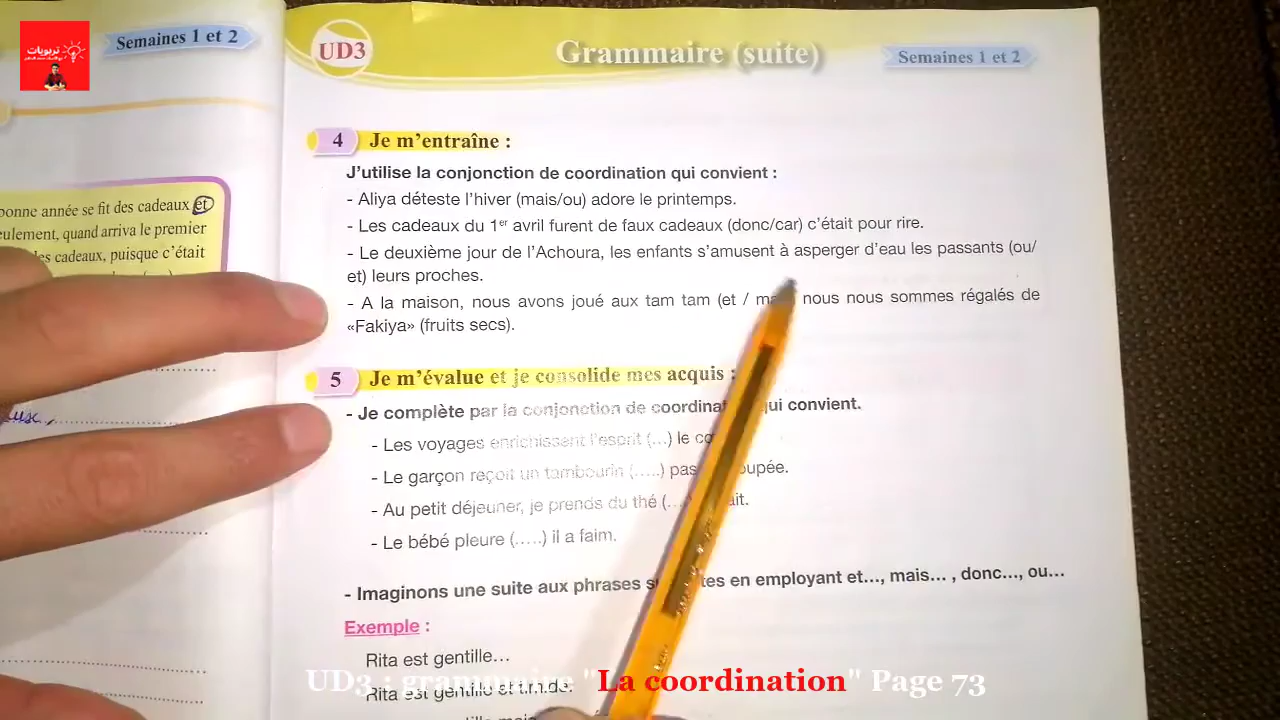 تربويات
Semaines 1 et 2
UD3
Grammaire (suite)
Semaines 1 et 2
bonne année se fit des cadeaux et
eulement, quand arriva le premier
des cadeaux, puisque c'était
4 Je m'entraîne :
J'utilise la conjonction de coordination qui convient :
- Aliya déteste l'hiver (mais/ou) adore le printemps.
- Les cadeaux du 1er avril furent de faux cadeaux (donc/car) c'était pour rire.
- Le deuxième jour de l'Achoura, les enfants s'amusent à asperger d'eau les passants (ou/
et) leurs proches.
- A la maison, nous avons joué aux tam tam (et / nous nous sommes régalés de
«Fakiya» (fruits secs).
5 Je m'évalue et je consolide mes acquis :
- Je complète par la conjonction de coordinat qui convient.
- Les voyages enrichissent l'esprit (...) le
- Le garçon reçoit un tambourin (.....) pas oupée.
- Au petit déjeuner, je prends du thé (... ait.
- Le bébé pleure (.....) il a faim.
- Imaginons une suite aux phrases tes en employant et..., mais... , donc..., ou...
Exemple :
Rita est gentille...
Rita est gentille et
UD3 : grammaire "La coordination" Page 73